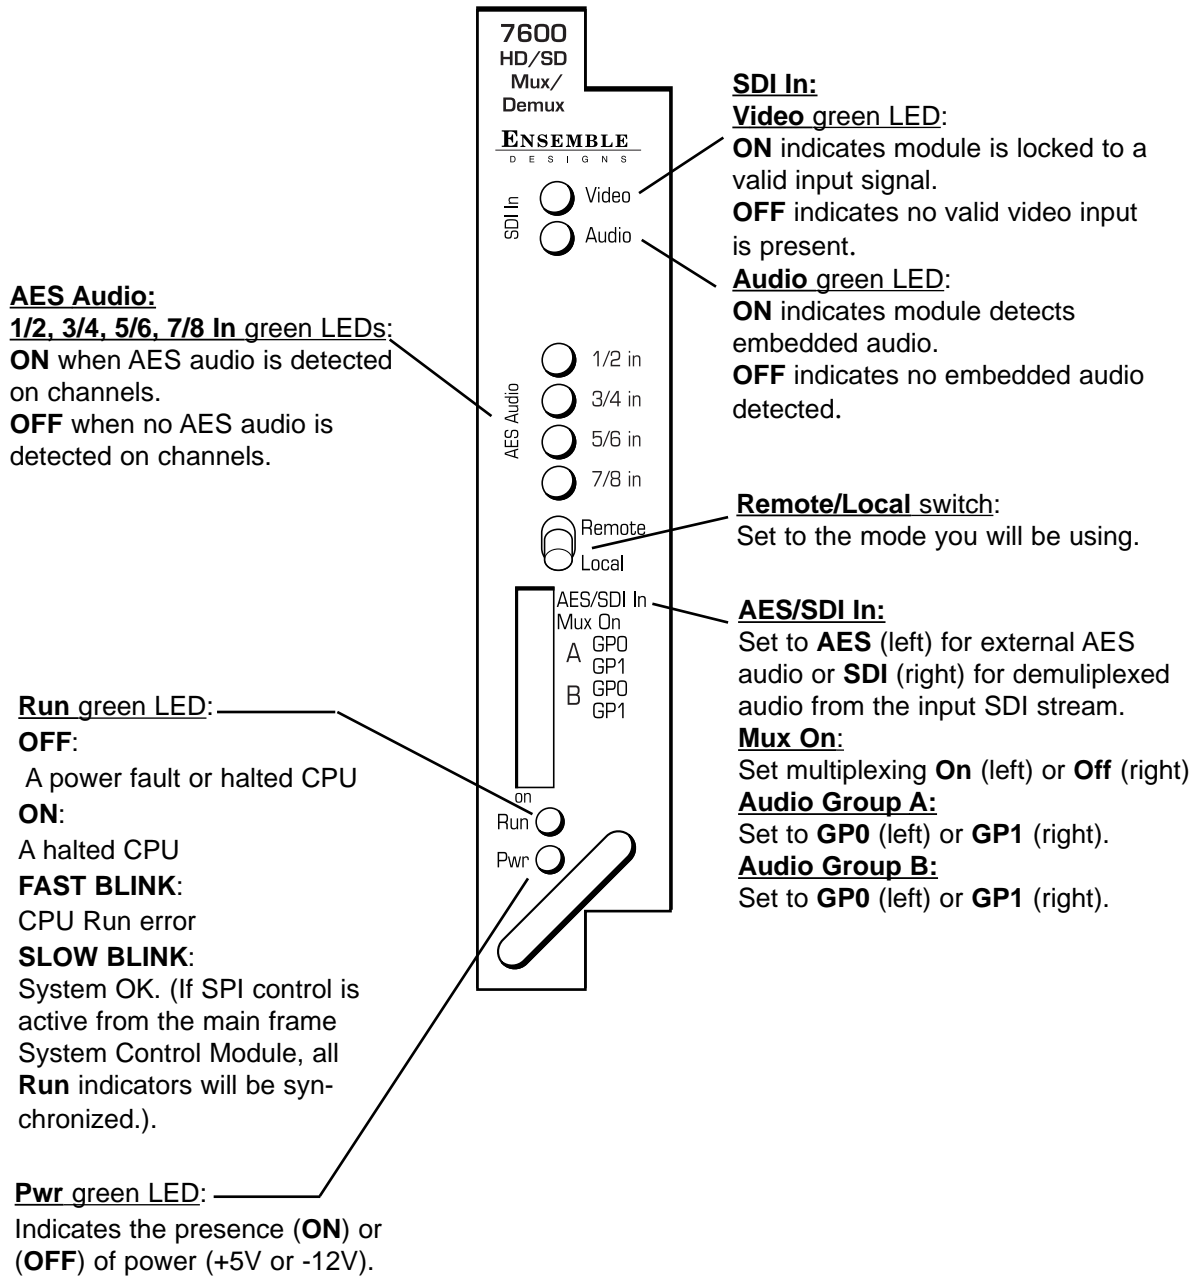 7600
HD/SD
Mux/
Demux
ENSEMBLE
DESIGNS
SDI In
Video
Audio
AES Audio
1/2 in
3/4 in
5/6 in
7/8 in
Remote
Local
AES/SDI In
Mux On
A GP0
GP1
B GP0
GP1
on
Run
Pwr
AES Audio:
1/2, 3/4, 5/6, 7/8 In green LEDs:
ON when AES audio is detected
on channels.
OFF when no AES audio is
detected on channels.
Run green LED:
OFF:
A power fault or halted CPU
ON:
A halted CPU
FAST BLINK:
CPU Run error
SLOW BLINK:
System OK. (If SPI control is
active from the main frame
System Control Module, all
Run indicators will be syn-
chronized.).
Pwr green LED:
Indicates the presence (ON) or
(OFF) of power (+5V or -12V).
SDI In:
Video green LED:
ON indicates module is locked to a
valid input signal.
OFF indicates no valid video input
is present.
Audio green LED:
ON indicates module detects
embedded audio.
OFF indicates no embedded audio
detected.
Remote/Local switch:
Set to the mode you will be using.
AES/SDI In:
Set to AES (left) for external AES
audio or SDI (right) for demuliplexed
audio from the input SDI stream.
Mux On:
Set multiplexing On (left) or Off (right)
Audio Group A:
Set to GP0 (left) or GP1 (right).
Audio Group B:
Set to GP0 (left) or GP1 (right).